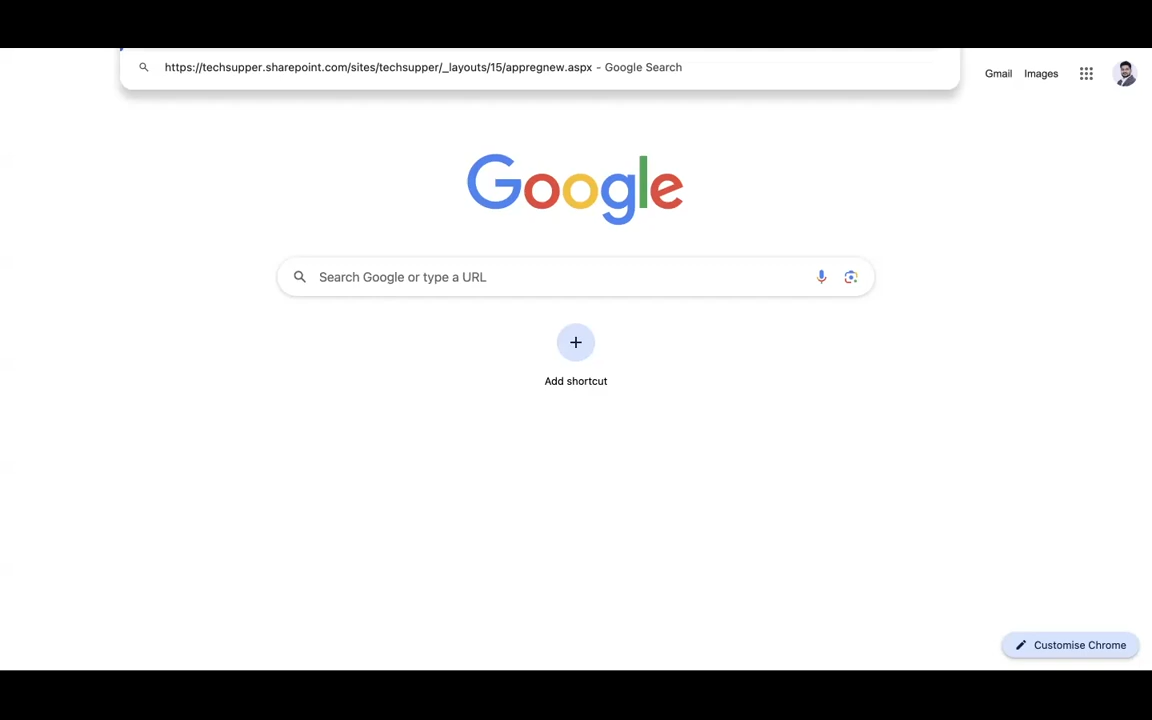 https://techsupper.sharepoint.com/sites/techsupper/_layouts/15/appregnew.aspx - Google Search
Gmail Images
Google
Search Google or type a URL
Add shortcut
Customise Chrome